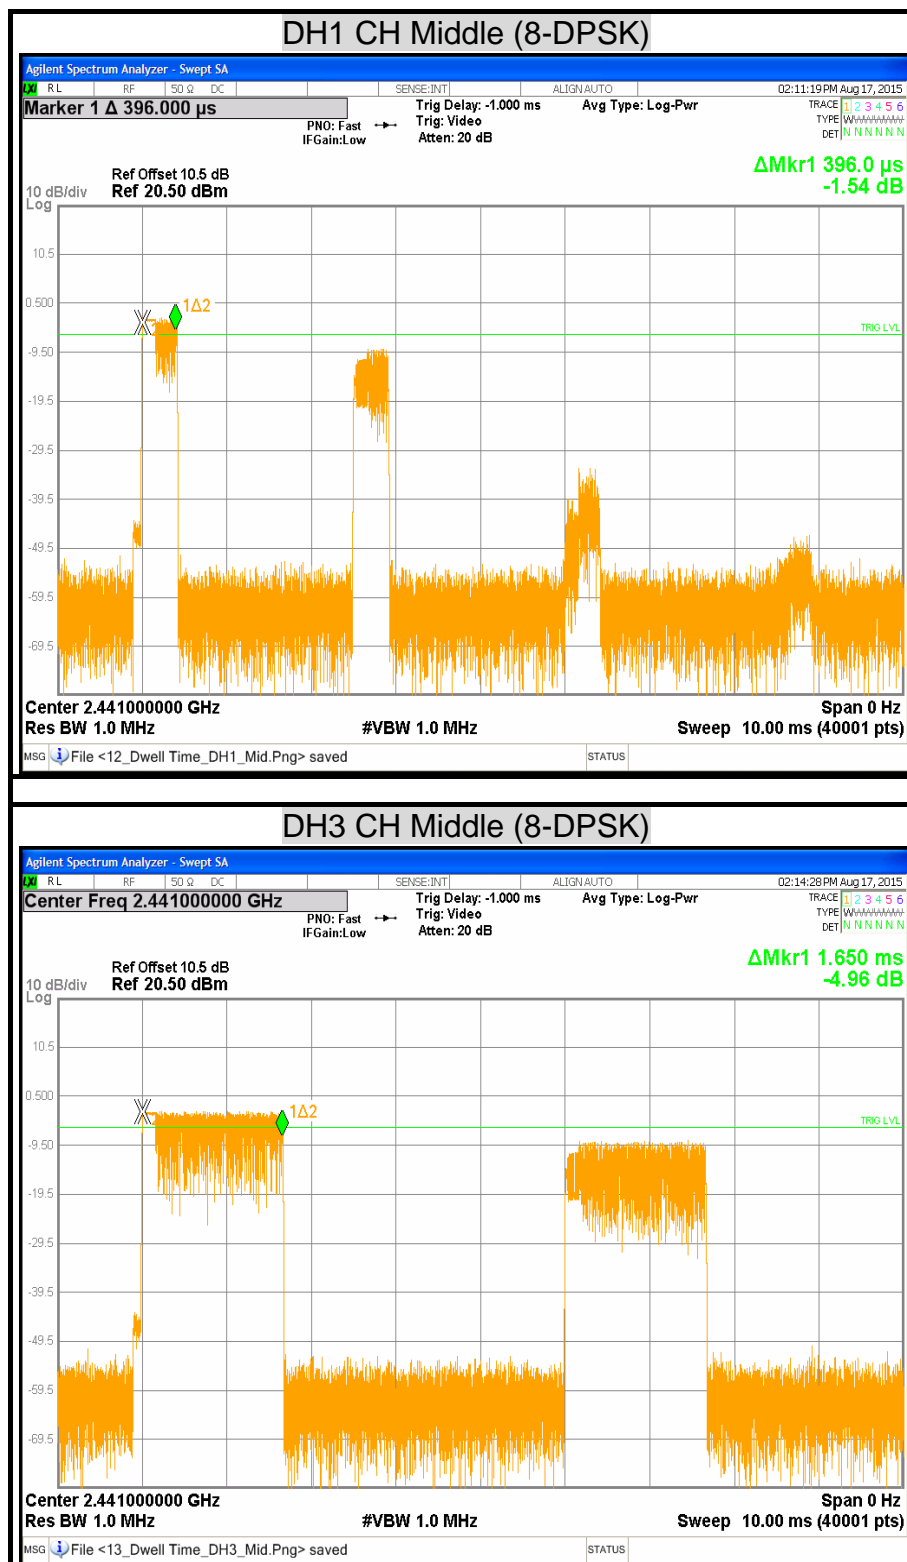 DH1 CH Middle (8-DPSK)
Agilent Spectrum Analyzer - Swept SA
LXI RL RF 50 Ω DC SENSE:INT ALIGN AUTO 02:11:19 PM Aug 17, 2015
Marker 1 Δ 396.000 µs
PNO: Fast
IFGain:Low
Trig Delay: -1.000 ms
Trig: Video
Atten: 20 dB
Avg Type: Log-Pwr
TRACE 1 2 3 4 5 6
TYPE WWWWWW
DET N N N N N N
ΔMkr1 396.0 µs
-1.54 dB
Ref Offset 10.5 dB
10 dB/div Ref 20.50 dBm
Log
10.5
0.500
1Δ2
TRIG LVL
-9.50
-19.5
-29.5
-39.5
-49.5
-59.5
-69.5
Center 2.441000000 GHz Span 0 Hz
Res BW 1.0 MHz #VBW 1.0 MHz Sweep 10.00 ms (40001 pts)
MSG File <12_Dwell Time_DH1_Mid.Png> saved STATUS
DH3 CH Middle (8-DPSK)
Agilent Spectrum Analyzer - Swept SA
LXI RL RF 50 Ω DC SENSE:INT ALIGN AUTO 02:14:28 PM Aug 17, 2015
Center Freq 2.441000000 GHz
PNO: Fast
IFGain:Low
Trig Delay: -1.000 ms
Trig: Video
Atten: 20 dB
Avg Type: Log-Pwr
TRACE 1 2 3 4 5 6
TYPE WWWWWW
DET N N N N N N
ΔMkr1 1.650 ms
-4.96 dB
Ref Offset 10.5 dB
10 dB/div Ref 20.50 dBm
Log
10.5
0.500
1Δ2
TRIG LVL
-9.50
-19.5
-29.5
-39.5
-49.5
-59.5
-69.5
Center 2.441000000 GHz Span 0 Hz
Res BW 1.0 MHz #VBW 1.0 MHz Sweep 10.00 ms (40001 pts)
MSG File <13_Dwell Time_DH3_Mid.Png> saved STATUS